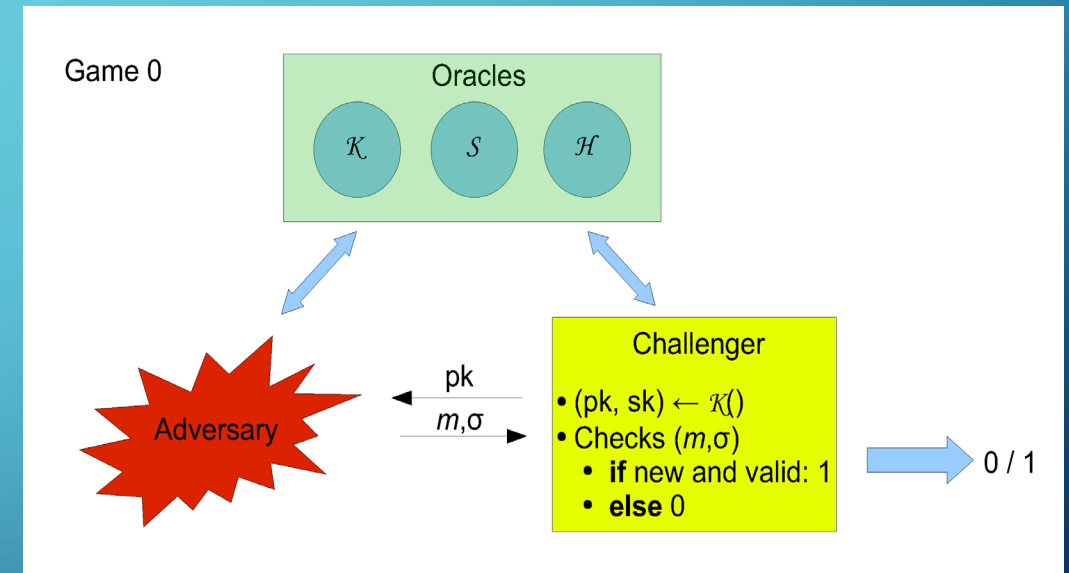 Game 0
Oracles
𝒦 S ℋ
Adversary
pk
m,σ
Challenger
• (pk, sk) ← 𝒦()
• Checks (m,σ)
• if new and valid: 1
• else 0
0 / 1